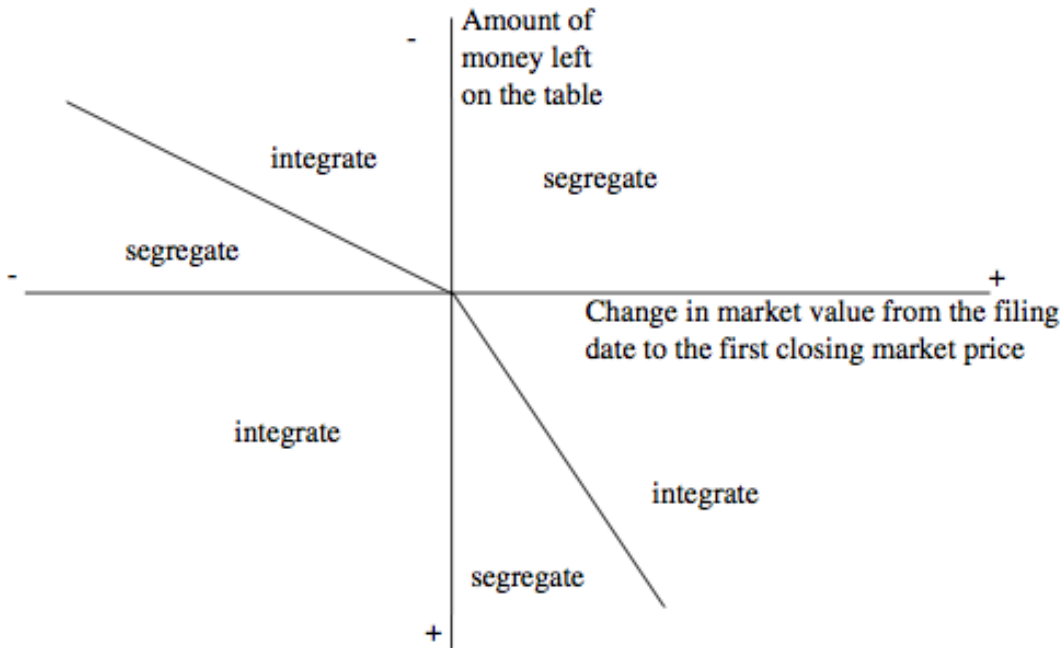 Amount of
-
money left
on the table
integrate
segregate
segregate
-
+
Change in market value from the filing
date to the first closing market price
integrate
integrate
segregate
+